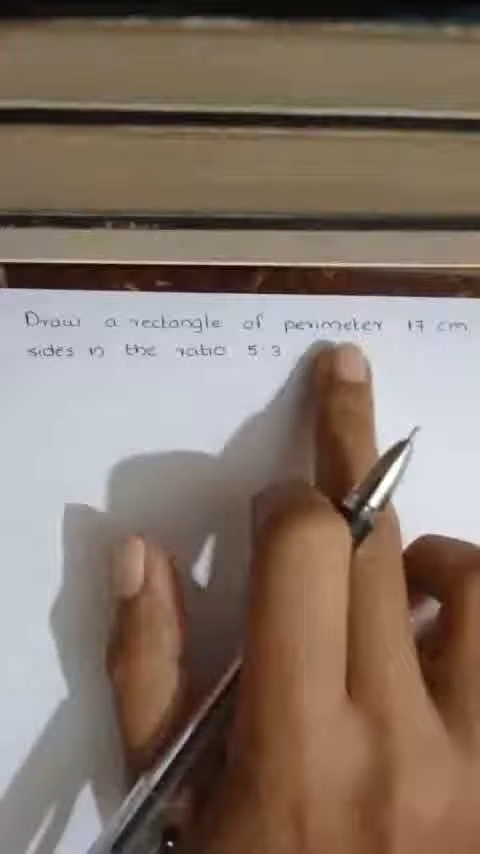 Draw a rectangle of perimeter 17 cm
sides in the ratio 5:3